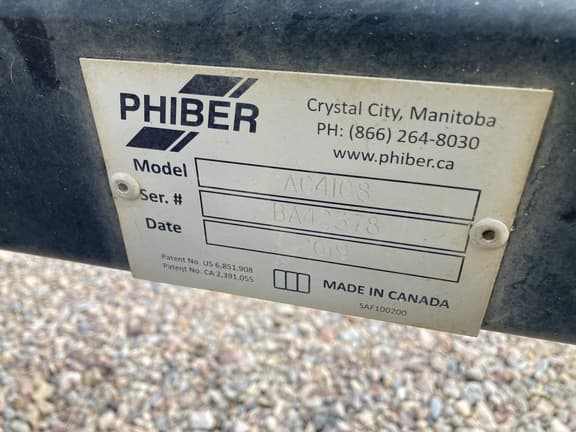 PHIBER
Crystal City, Manitoba
PH: (866) 264-8030
www.phiber.ca
Model AC4108
Ser. #
Date
Patent No. US 6,851,908
Patent No. CA 2,391,055
MADE IN CANADA
SAF100200